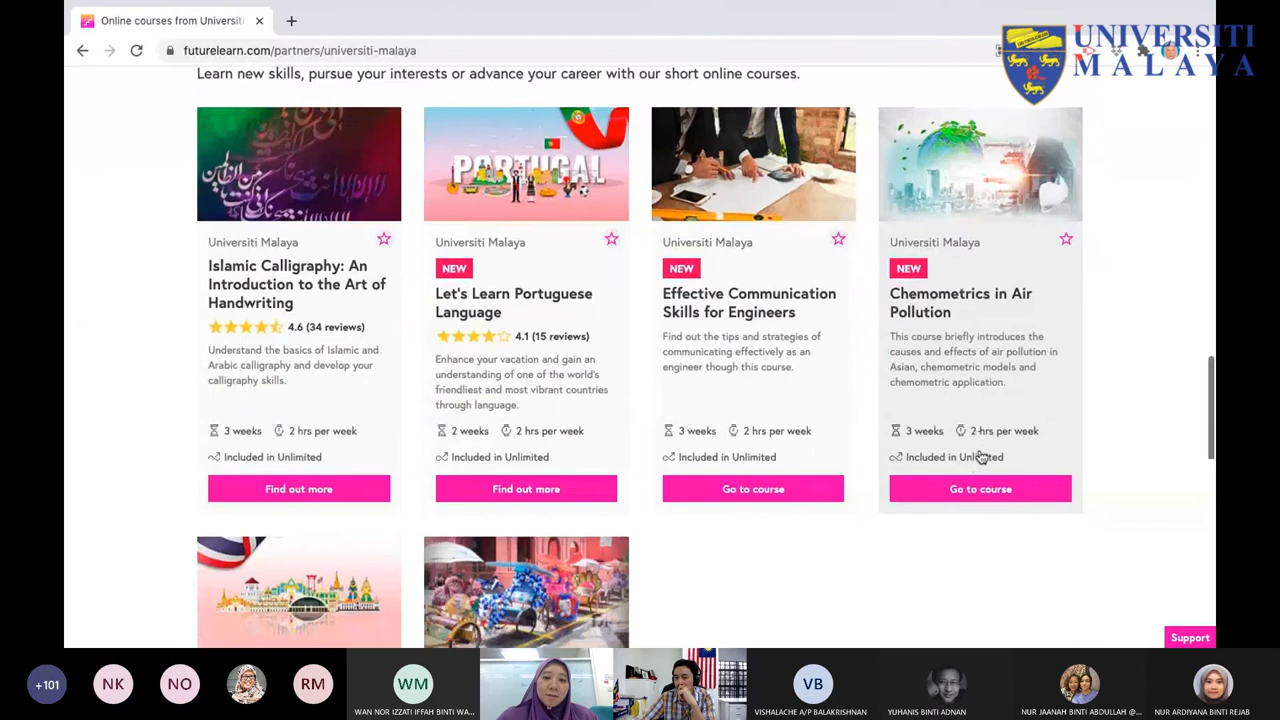 Online courses from Universiti
futurelearn.com/partners/universiti-malaya
UNIVERSITI
MALAYA
Learn new skills, pursue your interests or advance your career with our short online courses.
PORTUGAL
Universiti Malaya
Islamic Calligraphy: An
Introduction to the Art of
Handwriting
4.6 (34 reviews)
Understand the basics of Islamic and
Arabic calligraphy and develop your
calligraphy skills.
3 weeks 2 hrs per week
Included in Unlimited
Find out more
Universiti Malaya
NEW
Let's Learn Portuguese
Language
4.1 (15 reviews)
Enhance your vacation and gain an
understanding of one of the world's
friendliest and most vibrant countries
through language.
2 weeks 2 hrs per week
Included in Unlimited
Find out more
Universiti Malaya
NEW
Effective Communication
Skills for Engineers
Find out the tips and strategies of
communicating effectively as an
engineer though this course.
3 weeks 2 hrs per week
Included in Unlimited
Go to course
Universiti Malaya
NEW
Chemometrics in Air
Pollution
This course briefly introduces the
causes and effects of air pollution in
Asian, chemometric models and
chemometric application.
3 weeks 2 hrs per week
Included in Unlimited
Go to course
Support
+101
NK
NO
RM
WM
WAN NOR IZZATI IFFAH BINTI WA...
VB
VISHALACHE A/P BALAKRISHNAN
YUHANIS BINTI ADNAN
NUR JAANAH BINTI ABDULLAH @...
NUR ARDIYANA BINTI REJAB